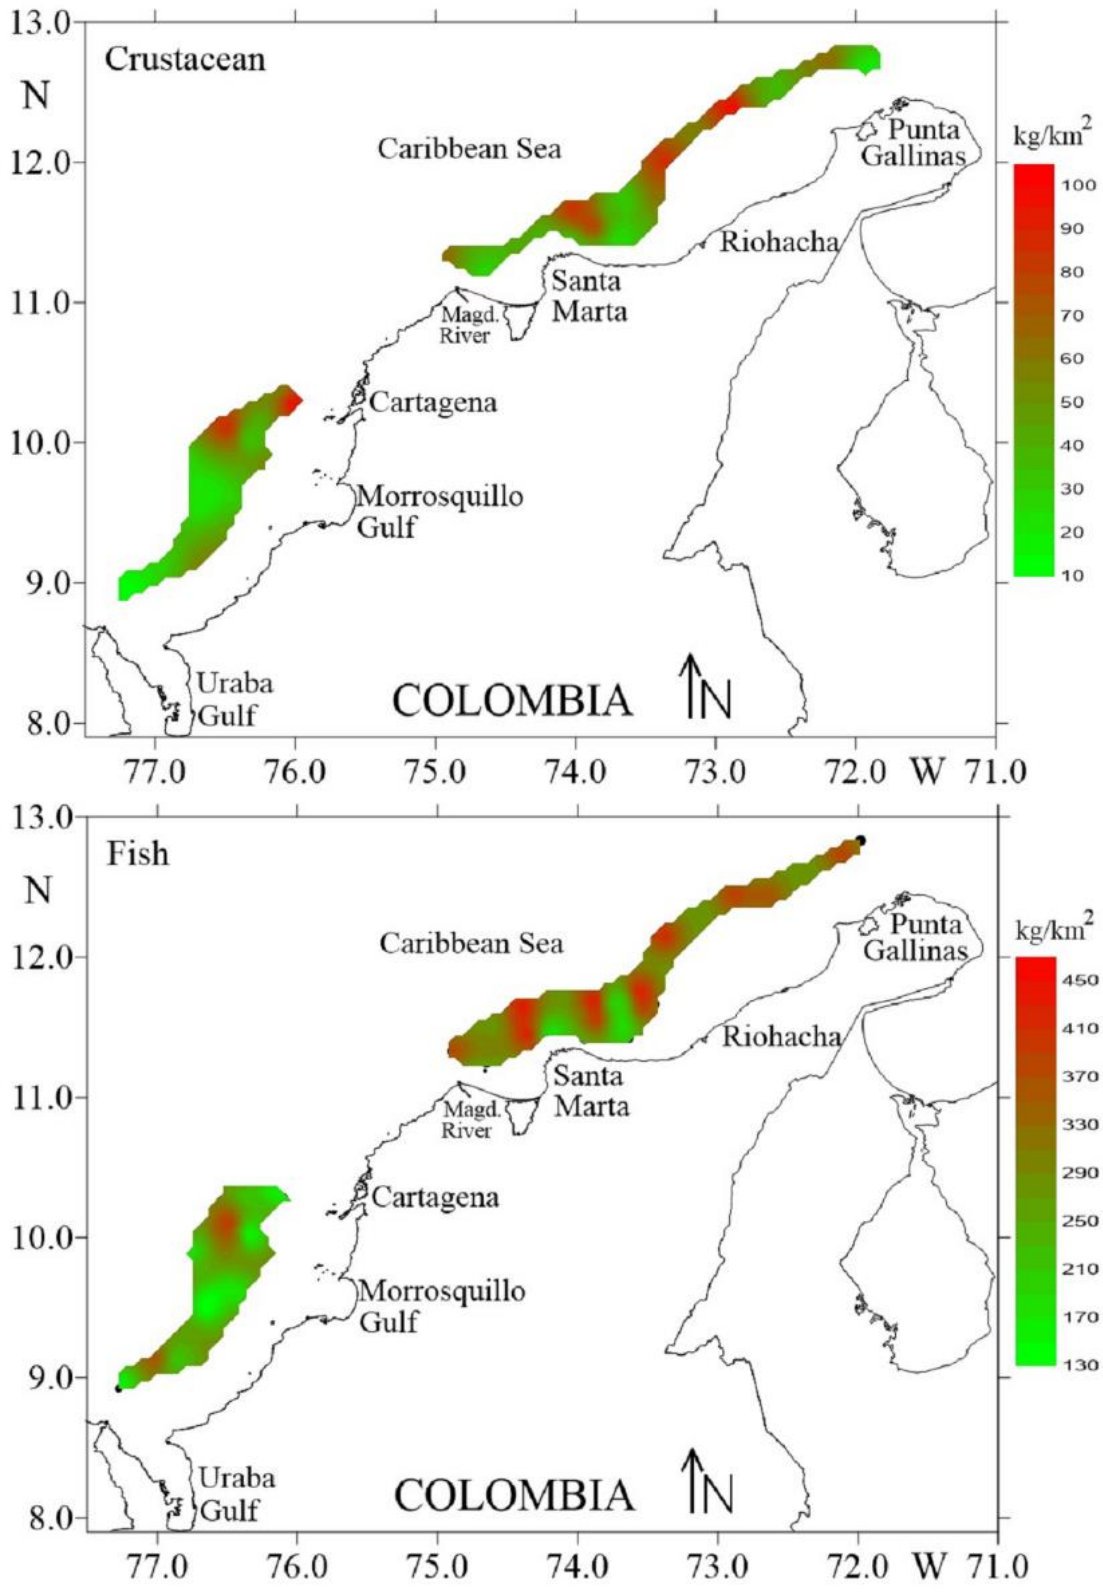 13.0
Crustacean
N
Caribbean Sea
Punta
Gallinas
kg/km2
12.0
100
90
Riohacha
80
Santa
Marta
11.0
Magd.
River
70
60
Cartagena
50
10.0
40
Morrosquillo
Gulf
30
20
9.0
10
Uraba
Gulf
COLOMBIA
N
8.0
77.0 76.0 75.0 74.0 73.0 72.0 W 71.0
13.0
Fish
N
Caribbean Sea
Punta
Gallinas
kg/km2
12.0
450
410
Riohacha
370
Santa
Marta
11.0
Magd.
River
330
290
Cartagena
250
10.0
210
Morrosquillo
Gulf
170
9.0
130
Uraba
Gulf
COLOMBIA
N
8.0
77.0 76.0 75.0 74.0 73.0 72.0 W 71.0